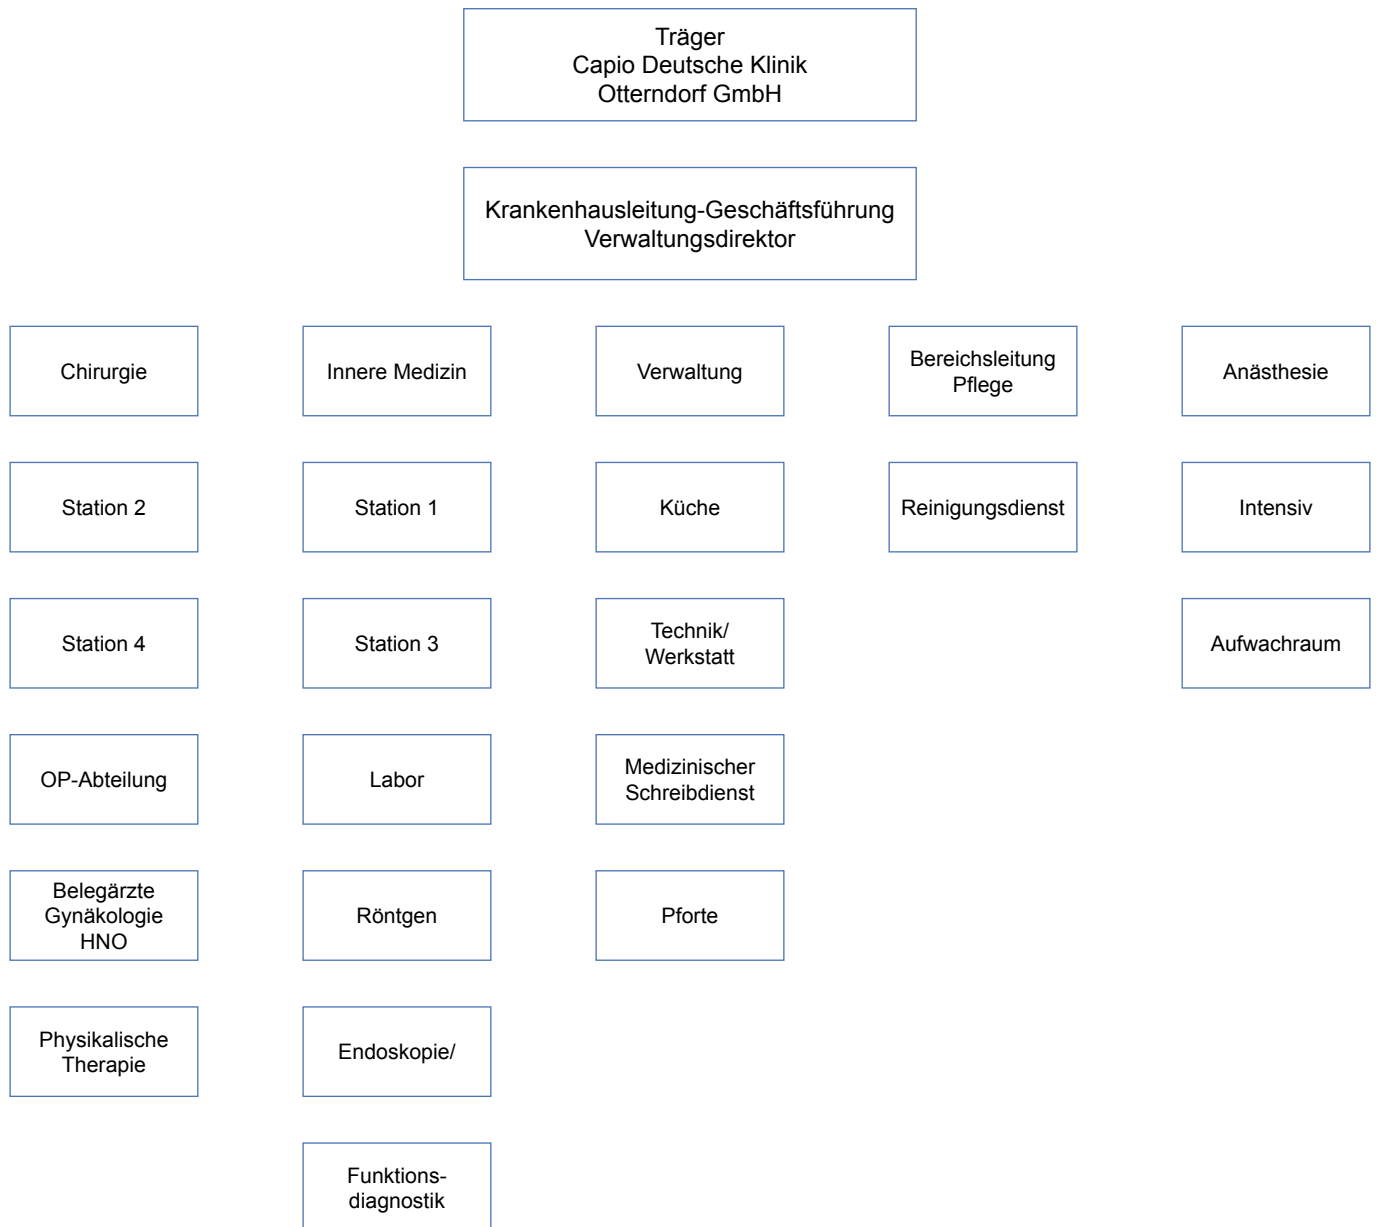 Träger
Capio Deutsche Klinik
Otterndorf GmbH
Krankenhausleitung-Geschäftsführung
Verwaltungsdirektor
Chirurgie
Innere Medizin
Verwaltung
Bereichsleitung
Pflege
Anästhesie
Station 2
Station 1
Küche
Reinigungsdienst
Intensiv
Station 4
Station 3
Technik/
Werkstatt
Aufwachraum
OP-Abteilung
Labor
Medizinischer
Schreibdienst
Belegärzte
Gynäkologie
HNO
Röntgen
Pforte
Physikalische
Therapie
Endoskopie/
Funktions-
diagnostik